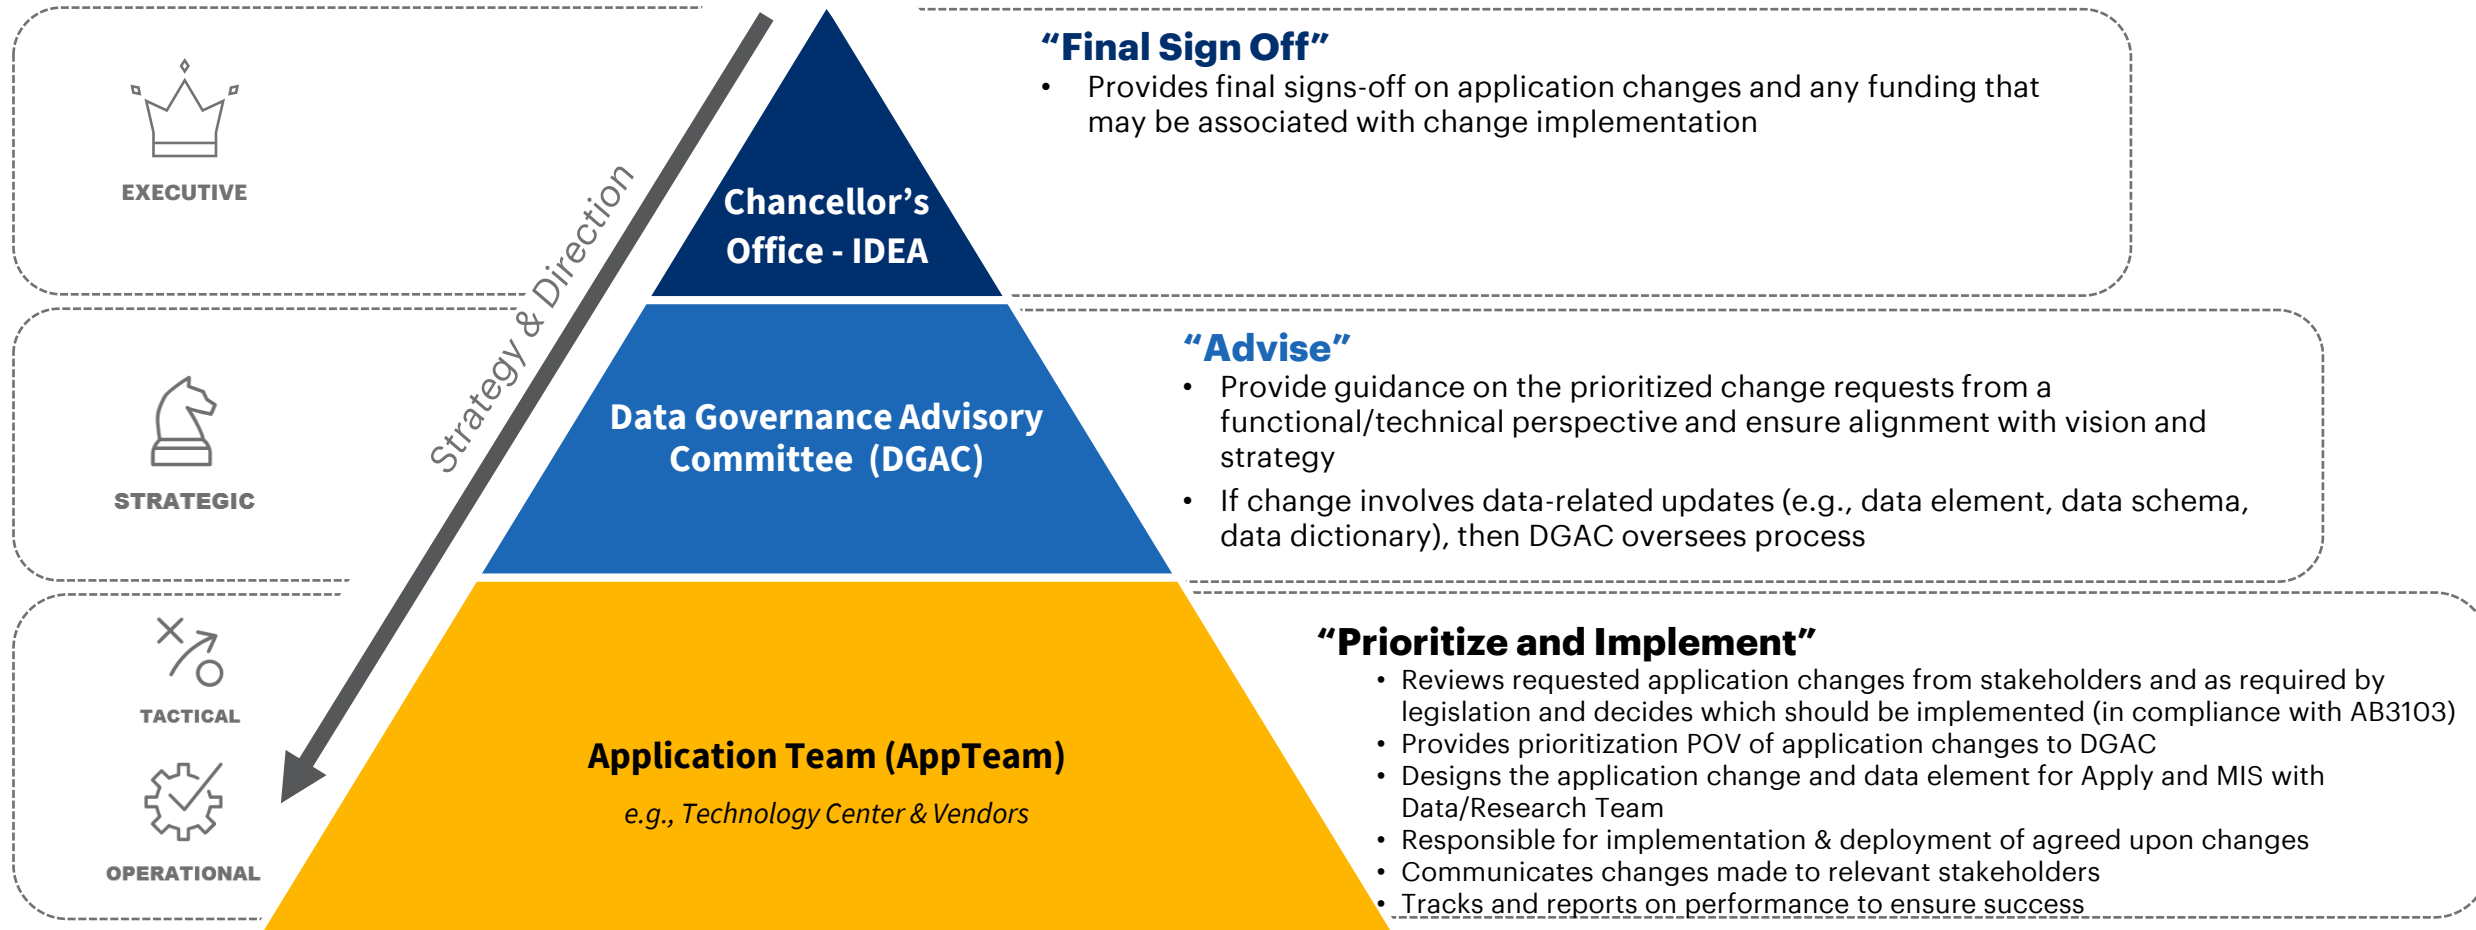 EXECUTIVE
Strategy & Direction
Chancellor’s
Office - IDEA
“Final Sign Off”
• Provides final signs-off on application changes and any funding that
may be associated with change implementation
STRATEGIC
Data Governance Advisory
Committee (DGAC)
“Advise”
• Provide guidance on the prioritized change requests from a
functional/technical perspective and ensure alignment with vision and
strategy
• If change involves data-related updates (e.g., data element, data schema,
data dictionary), then DGAC oversees process
TACTICAL
OPERATIONAL
Application Team (AppTeam)
e.g., Technology Center & Vendors
“Prioritize and Implement”
• Reviews requested application changes from stakeholders and as required by
legislation and decides which should be implemented (in compliance with AB3103)
• Provides prioritization POV of application changes to DGAC
• Designs the application change and data element for Apply and MIS with
Data/Research Team
• Responsible for implementation & deployment of agreed upon changes
• Communicates changes made to relevant stakeholders
• Tracks and reports on performance to ensure success